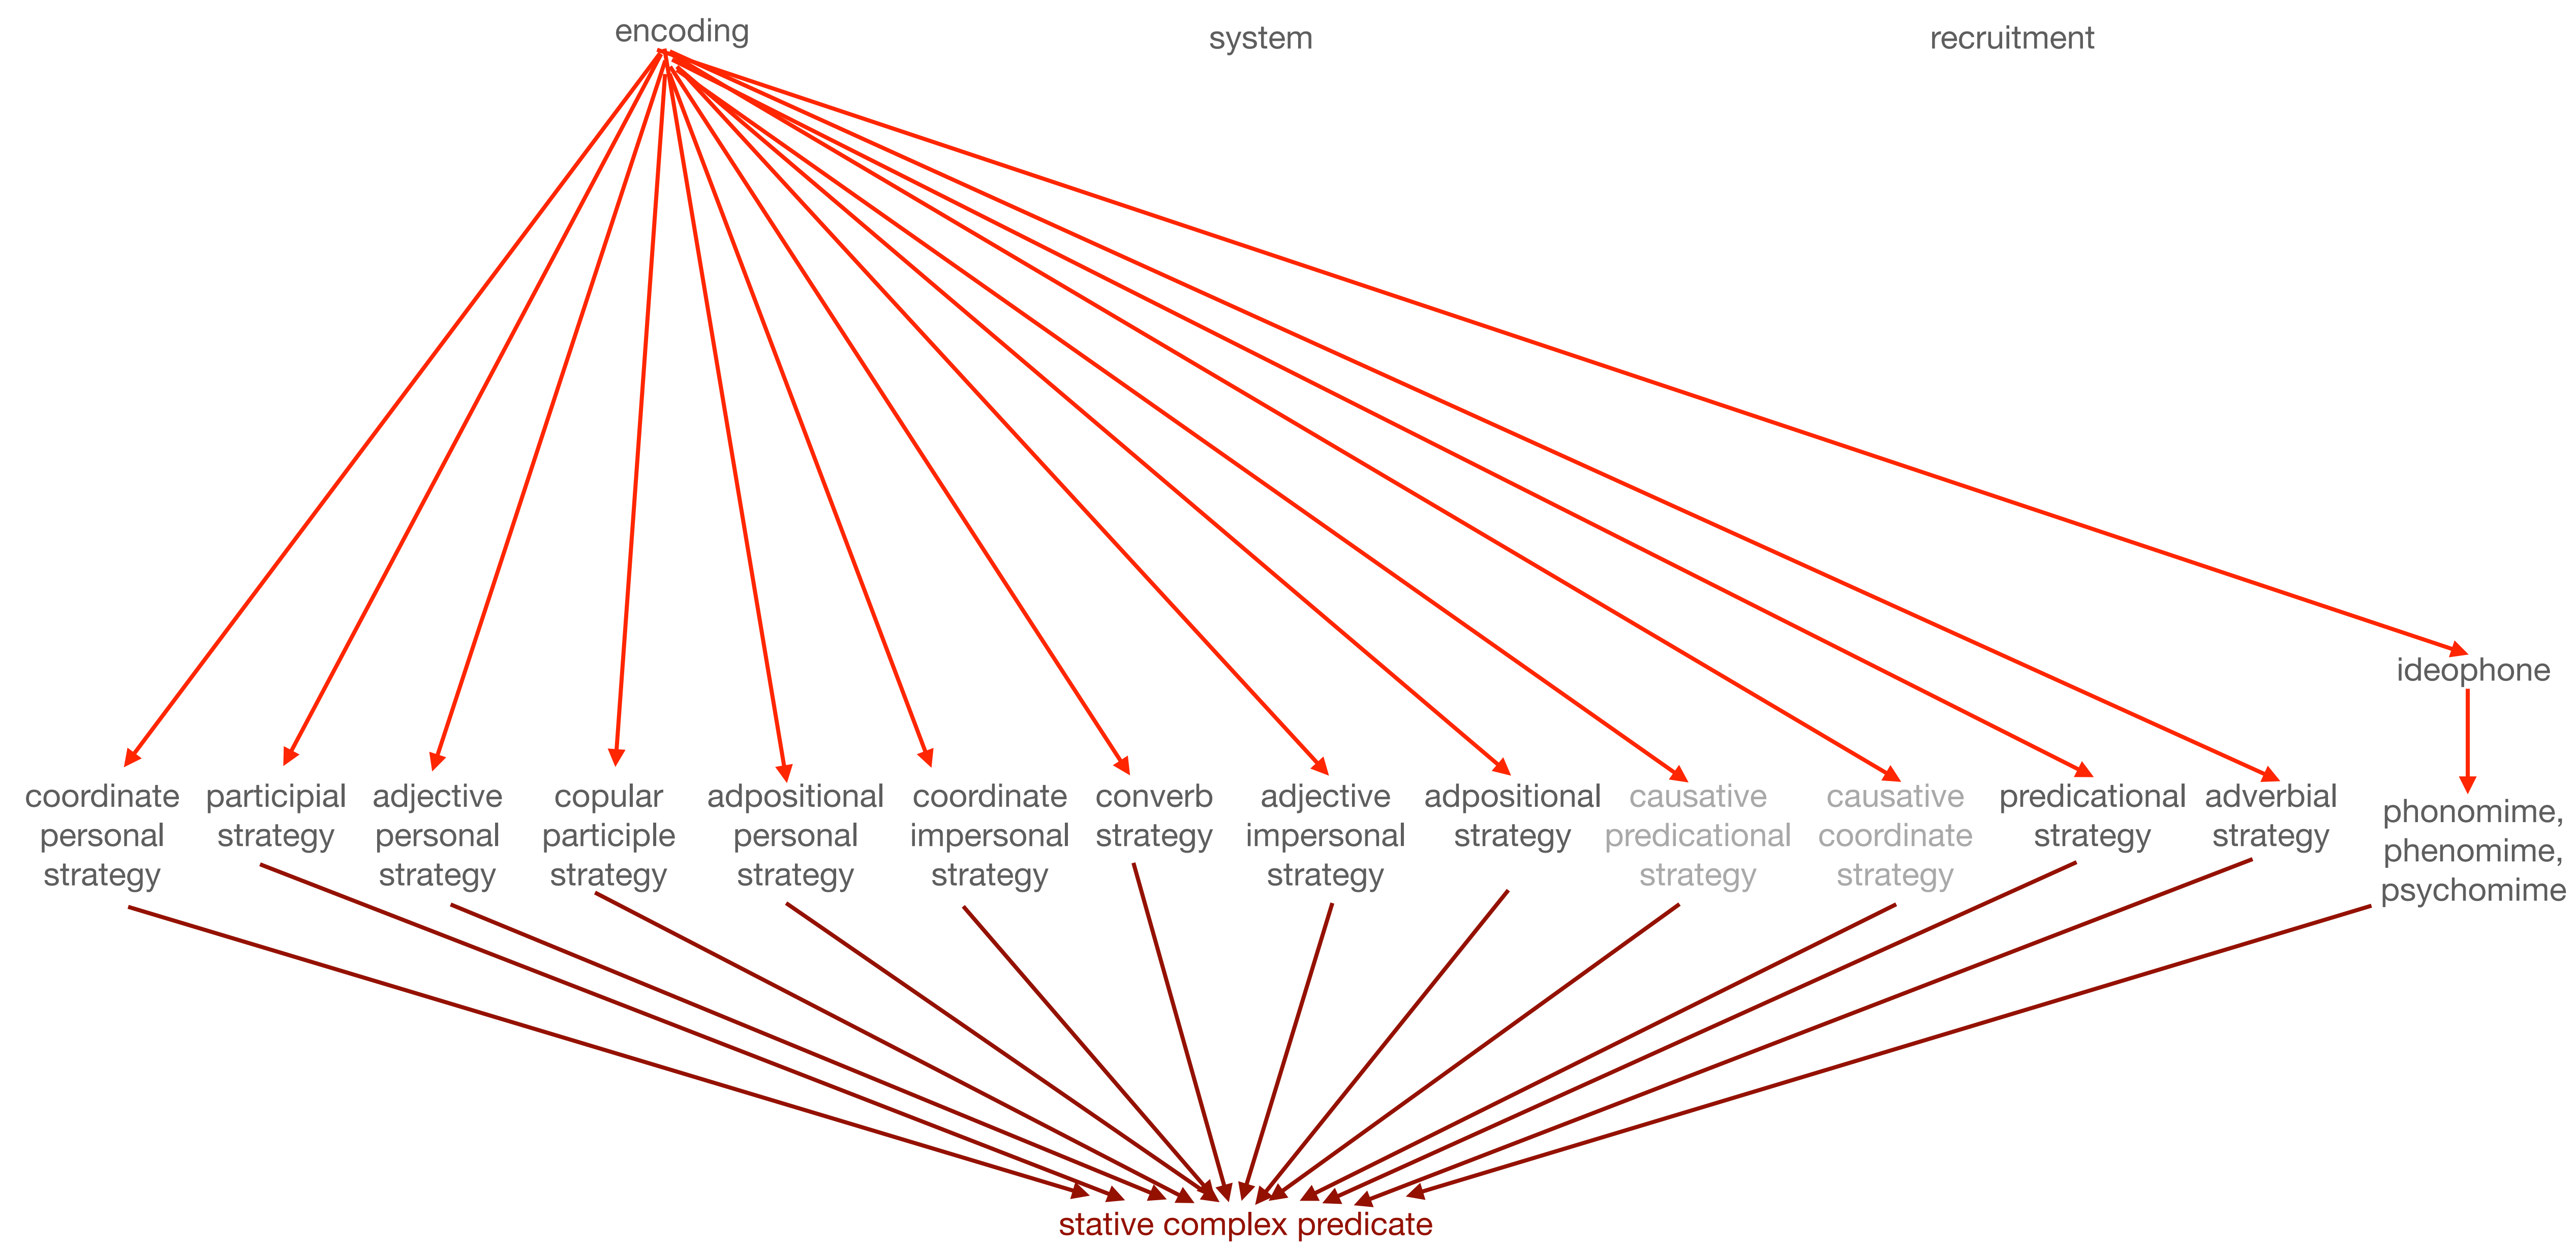 encoding
system
recruitment
ideophone
coordinate
personal
strategy
participial
strategy
adjective
personal
strategy
copular
participle
strategy
adpositional
personal
strategy
coordinate
impersonal
strategy
converb
strategy
adjective
impersonal
strategy
adpositional
strategy
causative
predicational
strategy
causative
coordinate
strategy
predicational
strategy
adverbial
strategy
phonomime,
phenomime,
psychomime
stative complex predicate